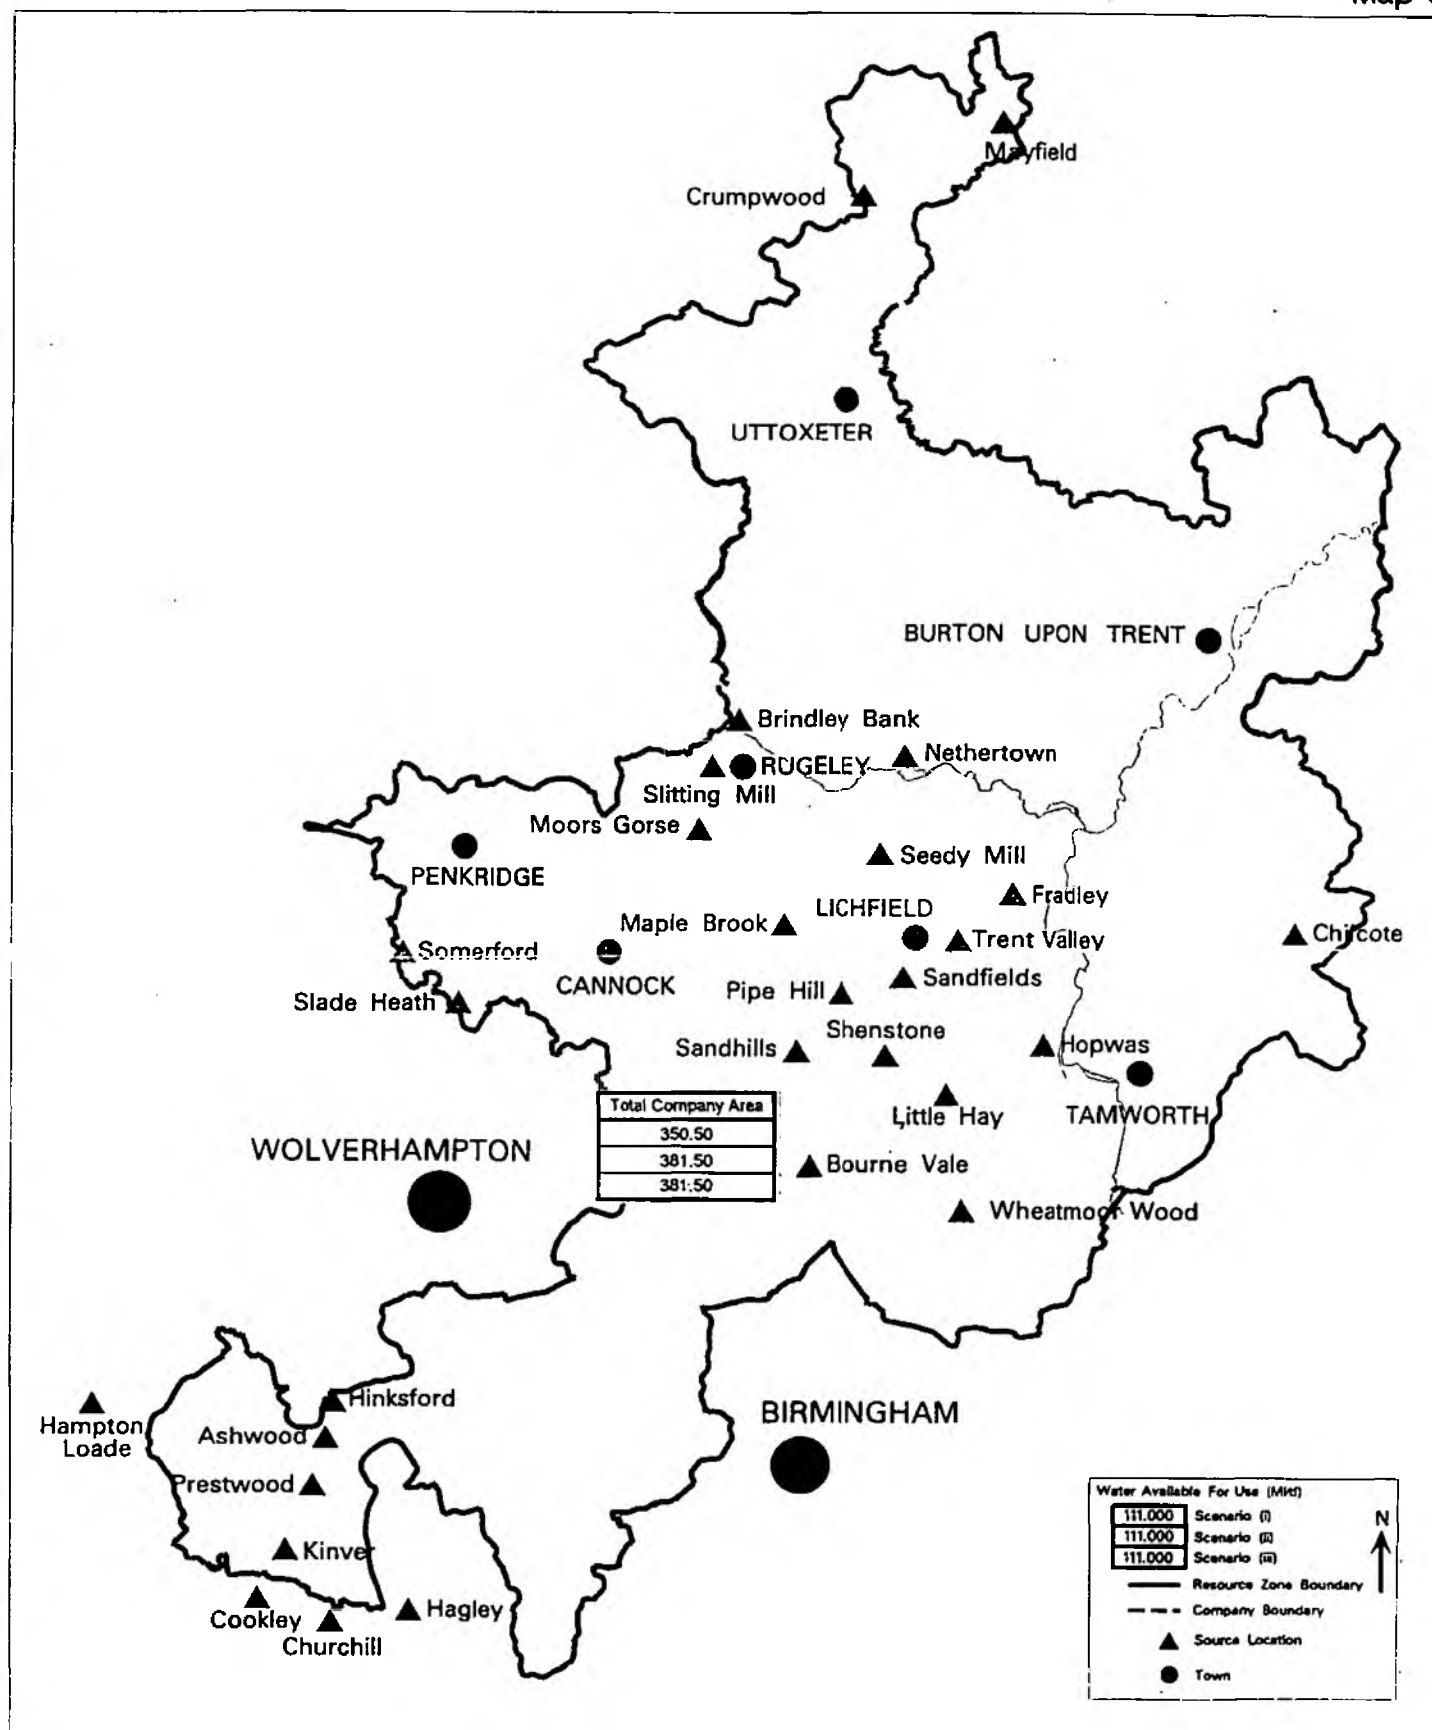 Map
Mayfield
Crumpwood
UTTOXETER
BURTON UPON TRENT
Brindley Bank
Nethertown
RUGELEY
Slitting Mill
Moors Gorse
PENKRIDGE
Seedy Mill
Fradley
LICHFIELD
Maple Brook
Trent Valley
Chilcote
Somerford
CANNOCK
Sandfields
Pipe Hill
Slade Heath
Shenstone
Sandhills
Hopwas
Total Company Area
350.50
381.50
381.50
Little Hay
TAMWORTH
WOLVERHAMPTON
Bourne Vale
Wheatmoor Wood
Hinksford
Hampton
Loade
Ashwood
BIRMINGHAM
Prestwood
Kinver
Cookley
Hagley
Churchill
Water Available For Use (Ml/d)
111.000 Scenario (i)
111.000 Scenario (ii)
111.000 Scenario (iii)
N
Resource Zone Boundary
Company Boundary
Source Location
Town